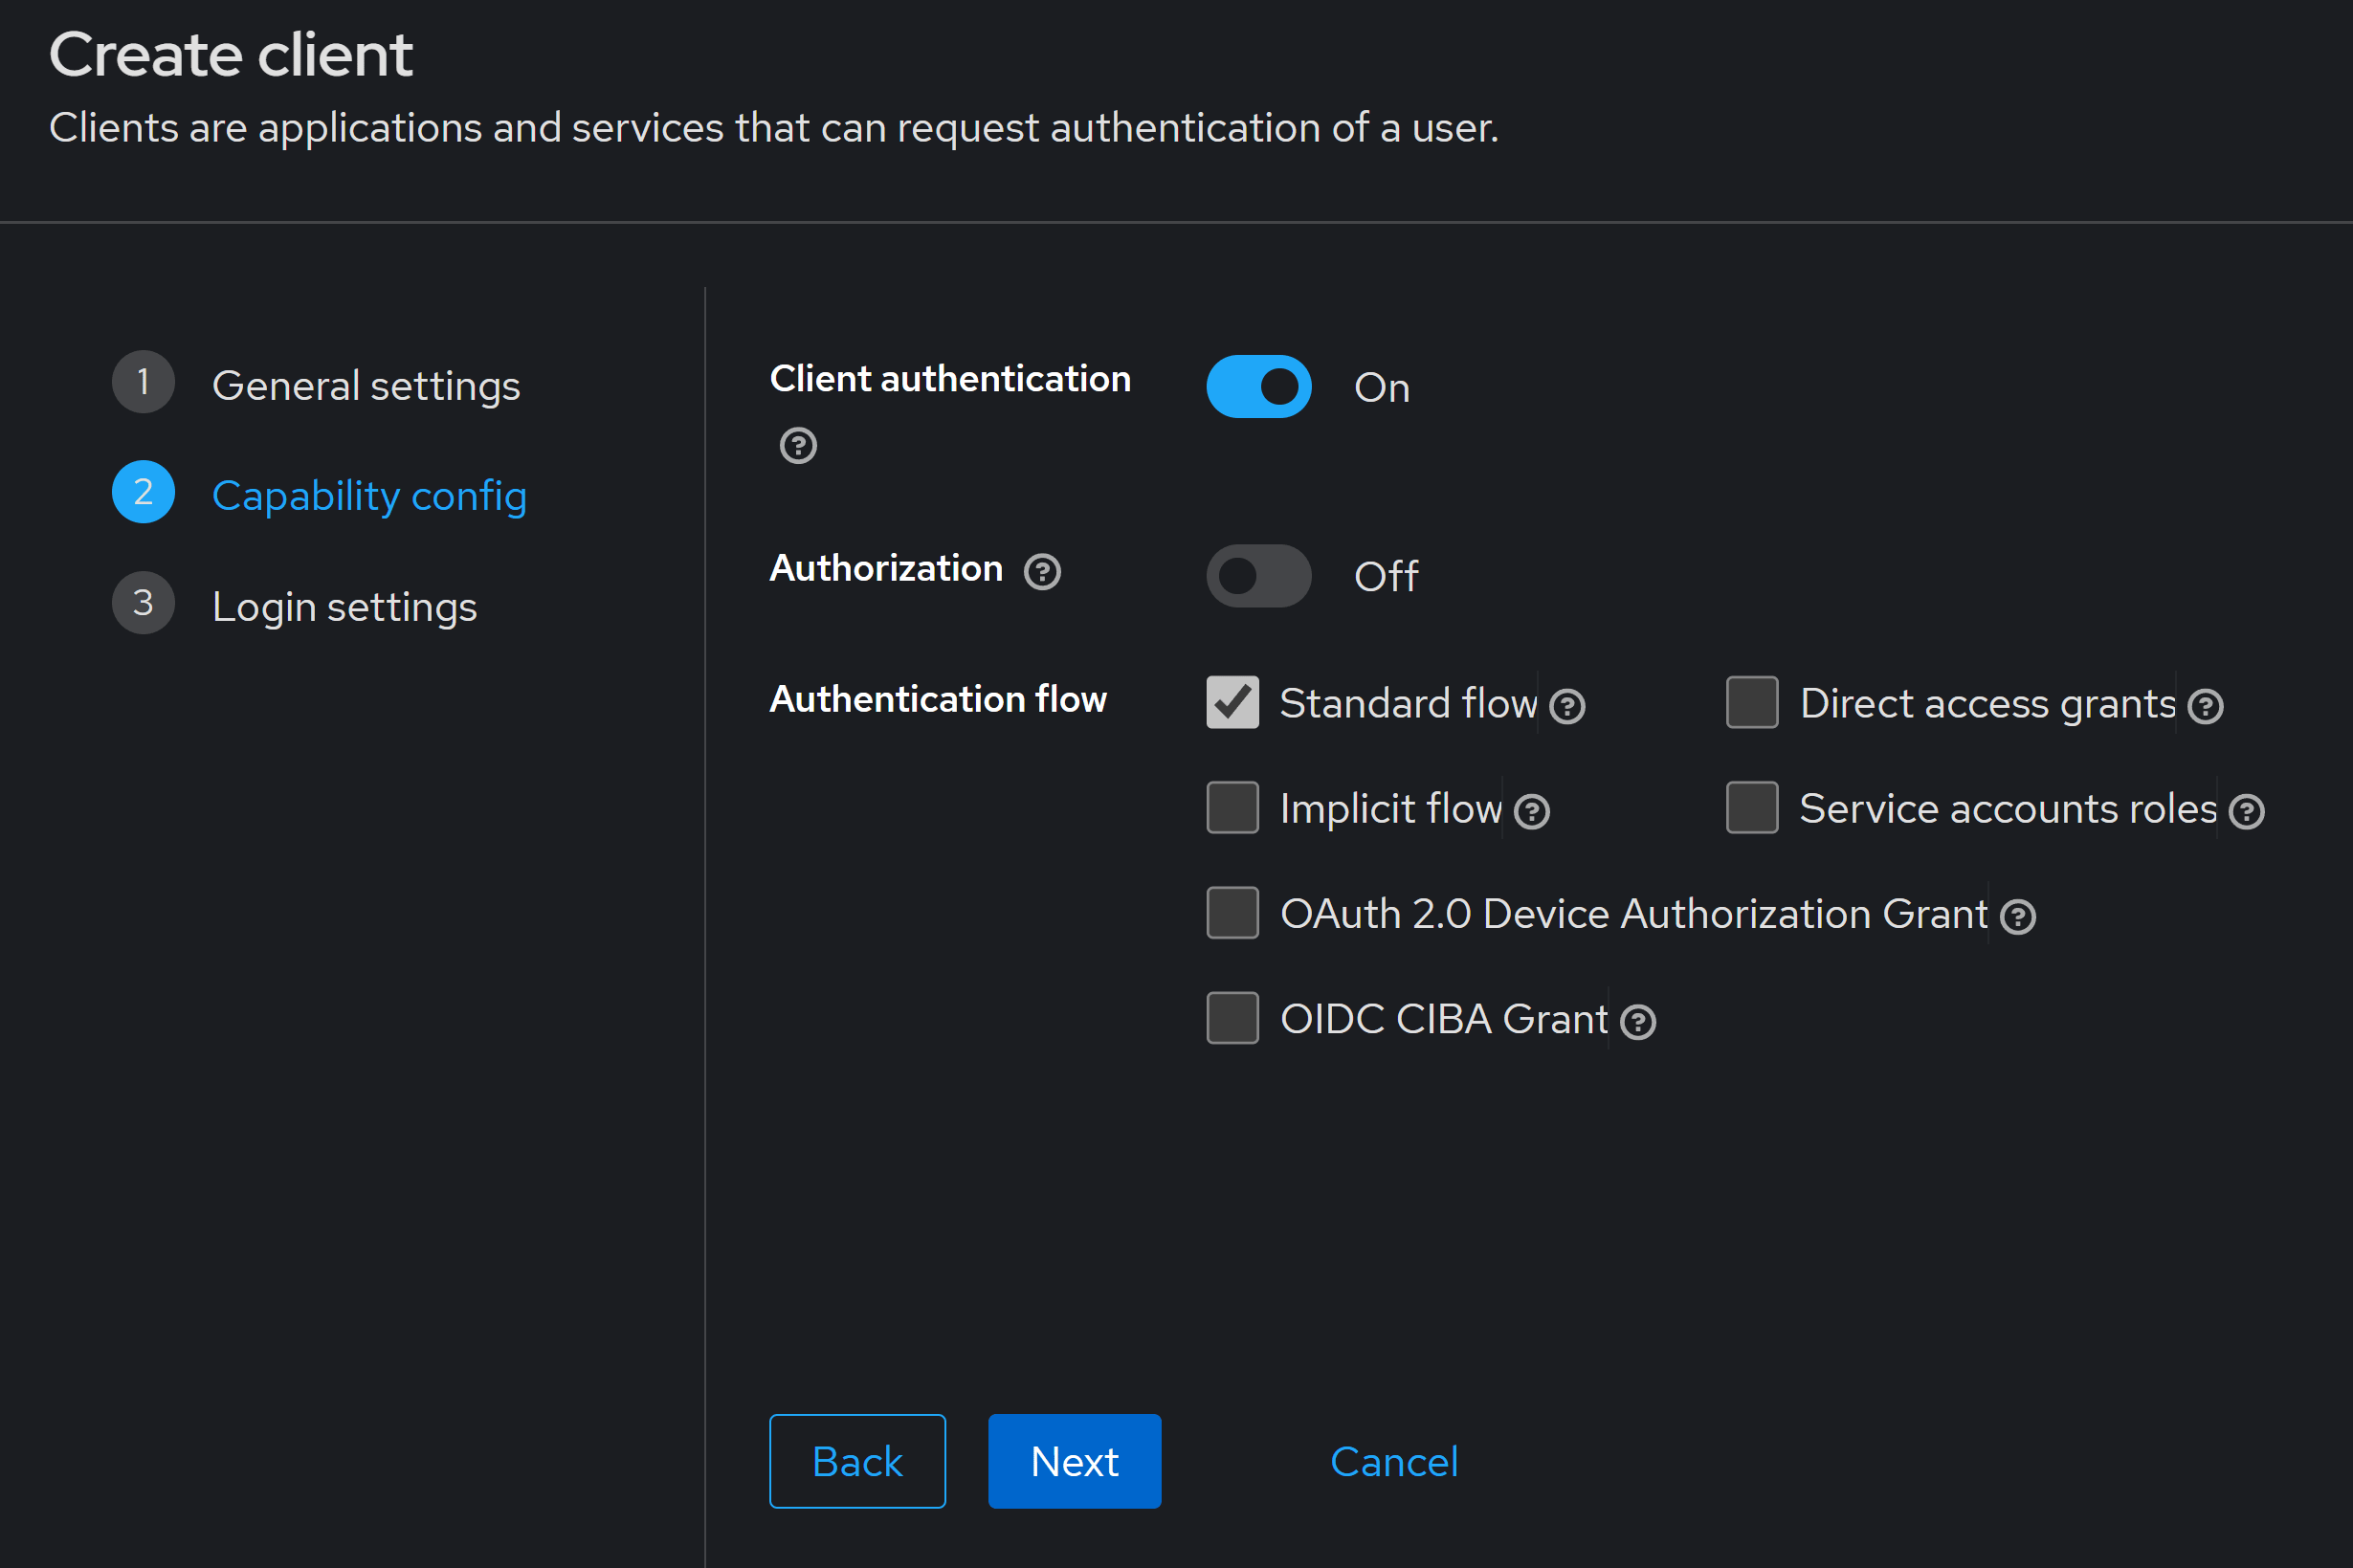 Create client
Clients are applications and services that can request authentication of a user.
1 General settings
2 Capability config
3 Login settings
Client authentication
?
On
Authorization ?
Off
Authentication flow
Standard flow ? Direct access grants ?
Implicit flow ? Service accounts roles ?
OAuth 2.0 Device Authorization Grant ?
OIDC CIBA Grant ?
Back Next Cancel